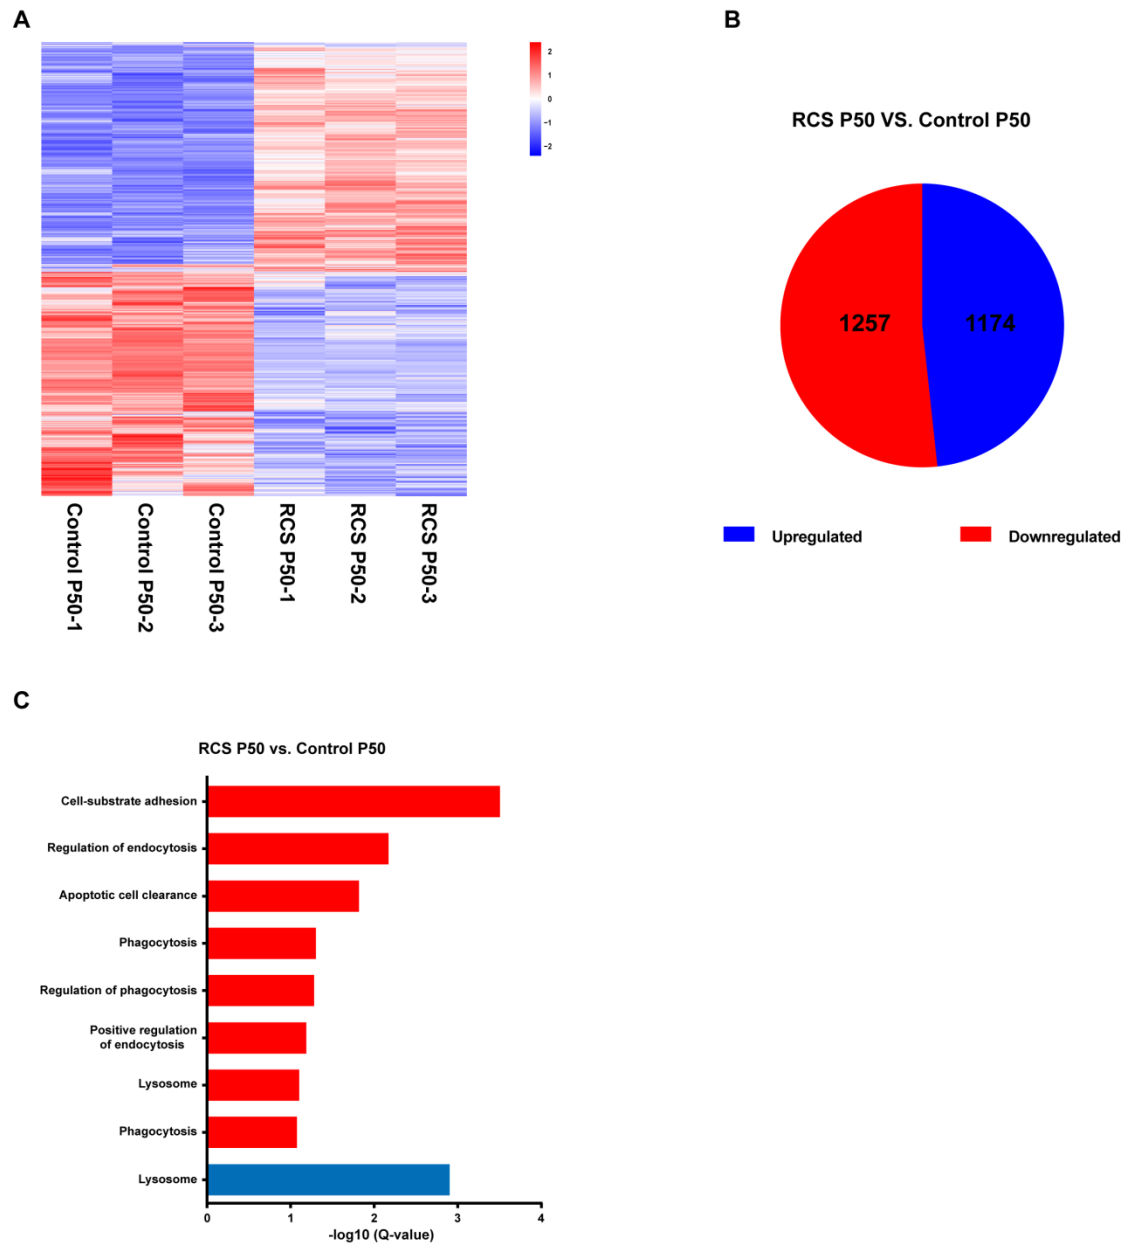 A
B
2
1
0
−1
−2
RCS P50 VS. Control P50
1257
1174
Upregulated
Downregulated
Control P50-1
Control P50-2
Control P50-3
RCS P50-1
RCS P50-2
RCS P50-3
C
RCS P50 vs. Control P50
Cell-substrate adhesion
Regulation of endocytosis
Apoptotic cell clearance
Phagocytosis
Regulation of phagocytosis
Positive regulation
of endocytosis
Lysosome
Phagocytosis
Lysosome
0 1 2 3 4
-log10 (Q-value)